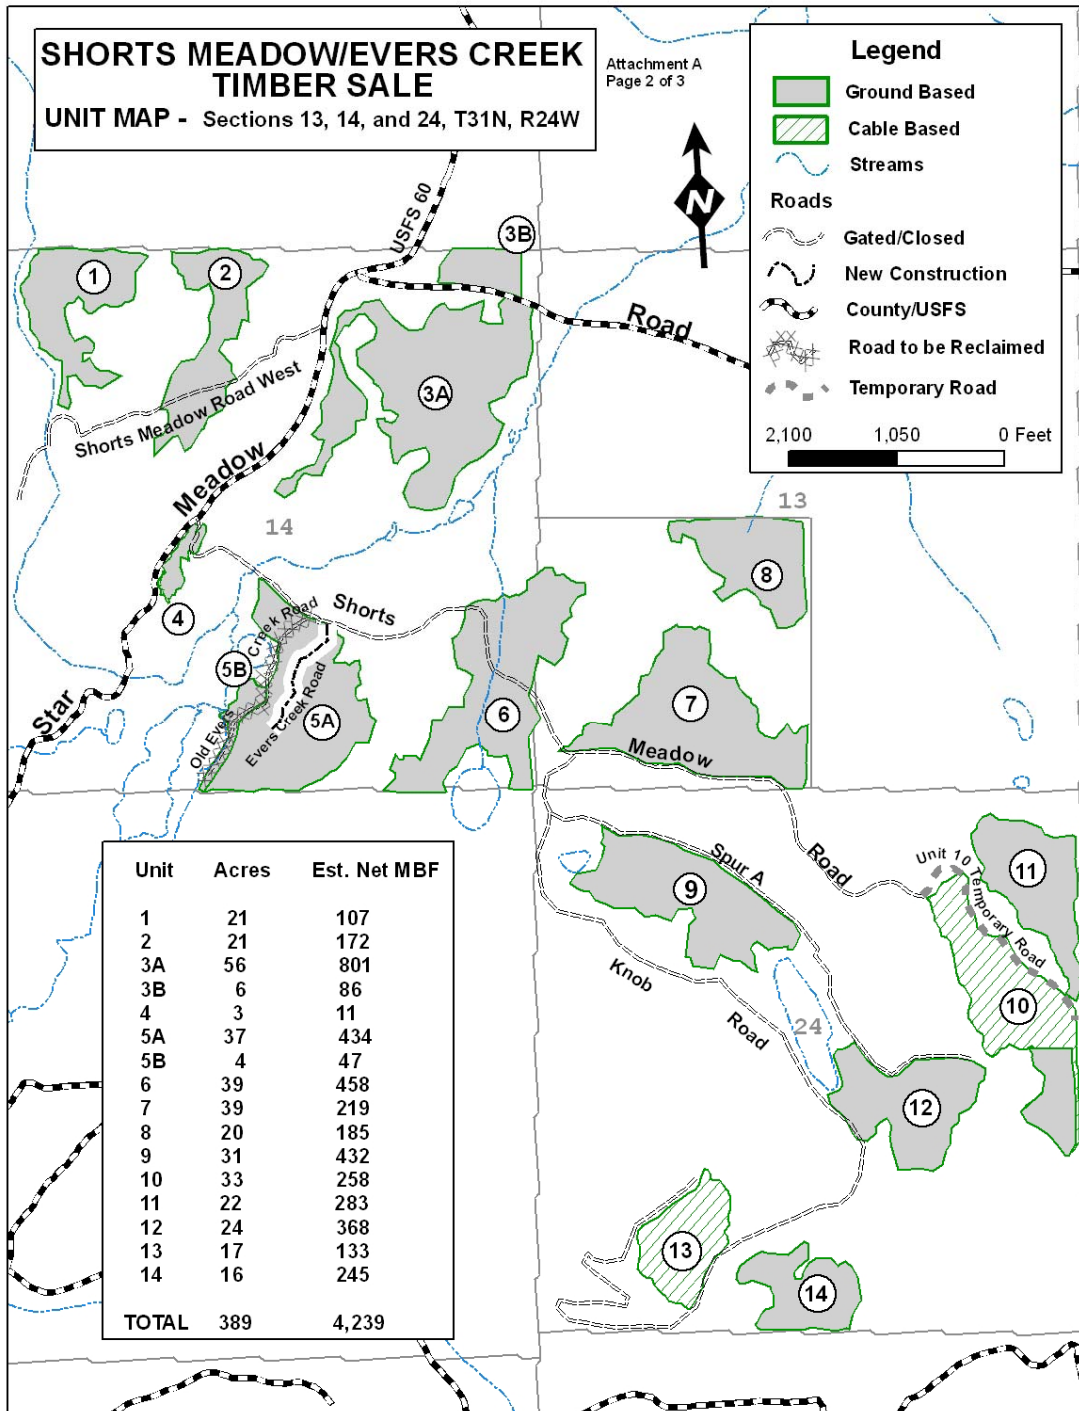 SHORTS MEADOW/EVERS CREEK
TIMBER SALE
UNIT MAP - Sections 13, 14, and 24, T31N, R24W
Attachment A
Page 2 of 3
Legend
Ground Based
Cable Based
Streams
Roads
Gated/Closed
New Construction
County/USFS
Road to be Reclaimed
Temporary Road
2,100 1,050 0 Feet
N
USFS 60
3B
1
2
Road
3A
Shorts Meadow Road West
Meadow
14
13
8
4
Shorts
Creek Road
5B
Star
Old Evers
Evers Creek Road
5A
6
7
Meadow
Spur A
Road
Unit 10 Temporary Road
11
9
Knob
Road
24
10
12
13
14
Unit Acres Est. Net MBF
1 21 107
2 21 172
3A 56 801
3B 6 86
4 3 11
5A 37 434
5B 4 47
6 39 458
7 39 219
8 20 185
9 31 432
10 33 258
11 22 283
12 24 368
13 17 133
14 16 245
TOTAL 389 4,239